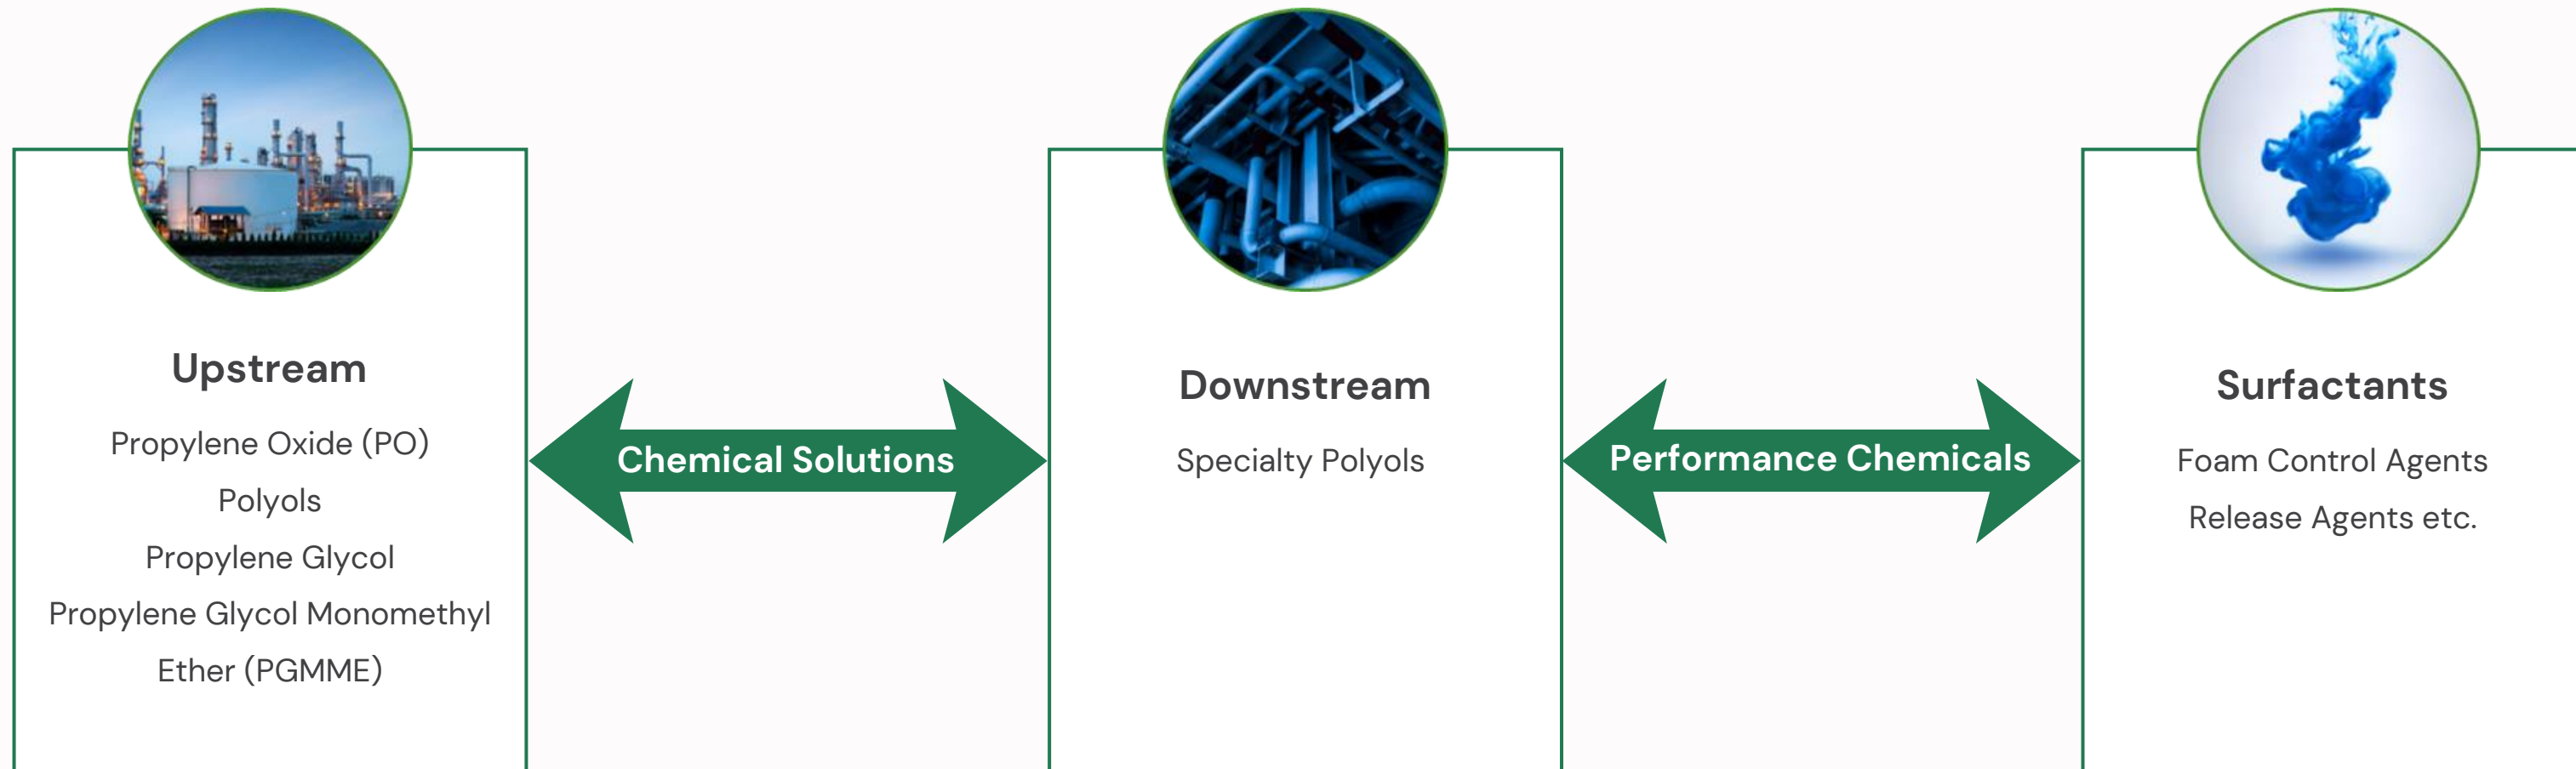 Upstream
Propylene Oxide (PO)
Polyols
Propylene Glycol
Propylene Glycol Monomethyl
Ether (PGMME)
Chemical Solutions
Downstream
Specialty Polyols
Performance Chemicals
Surfactants
Foam Control Agents
Release Agents etc.